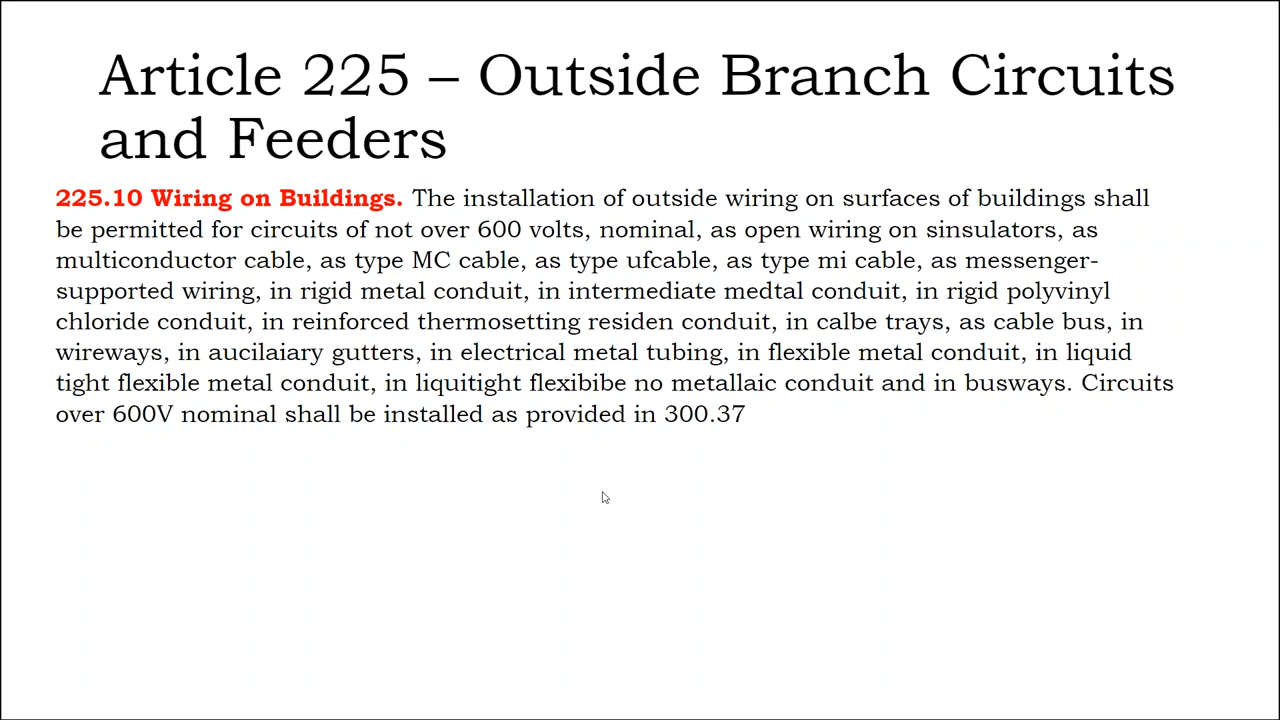 Article 225 – Outside Branch Circuits
and Feeders
225.10 Wiring on Buildings. The installation of outside wiring on surfaces of buildings shall
be permitted for circuits of not over 600 volts, nominal, as open wiring on sinsulators, as
multiconductor cable, as type MC cable, as type ufcable, as type mi cable, as messenger-
supported wiring, in rigid metal conduit, in intermediate medtal conduit, in rigid polyvinyl
chloride conduit, in reinforced thermosetting residen conduit, in calbe trays, as cable bus, in
wireways, in aucilaiary gutters, in electrical metal tubing, in flexible metal conduit, in liquid
tight flexible metal conduit, in liquitight flexibibe no metallaic conduit and in busways. Circuits
over 600V nominal shall be installed as provided in 300.37